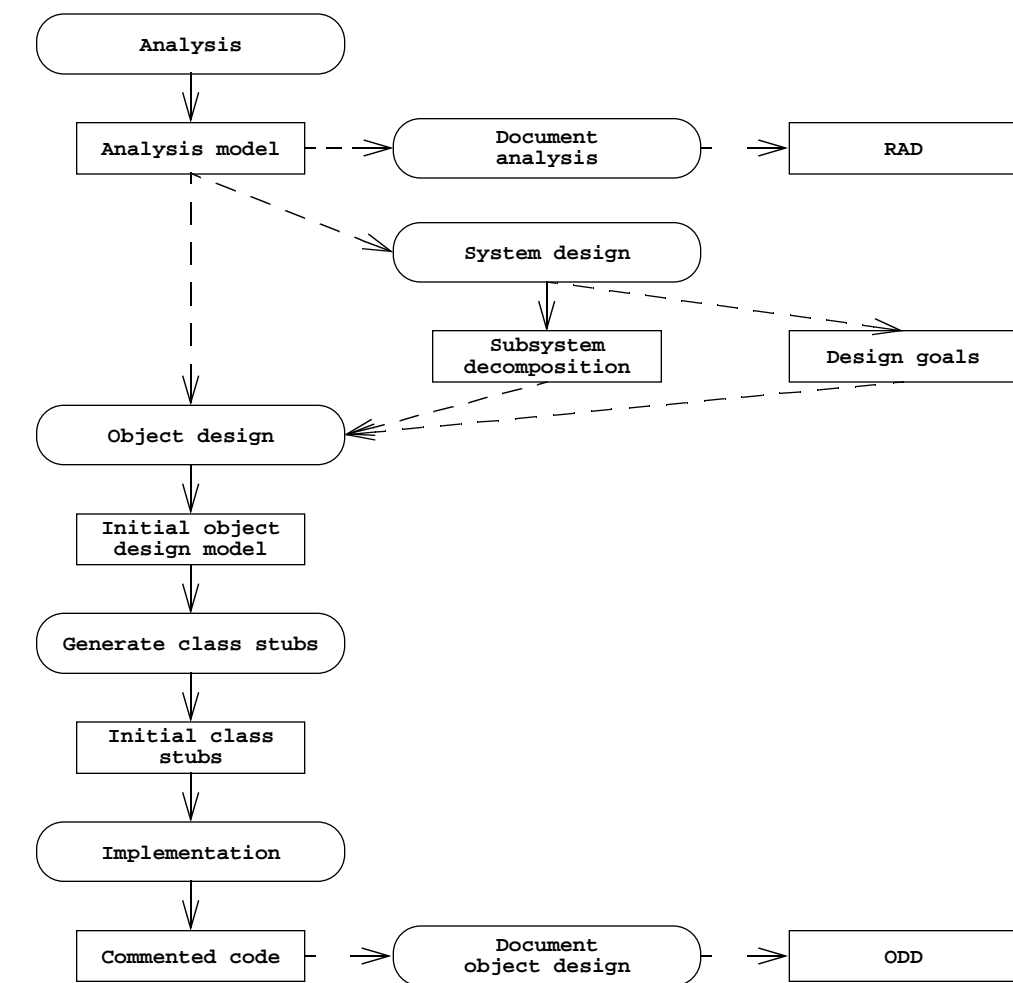 Analysis
Analysis model
Document
analysis
RAD
System design
Subsystem
decomposition
Design goals
Object design
Initial object
design model
Generate class stubs
Initial class
stubs
Implementation
Commented code
Document
object design
ODD